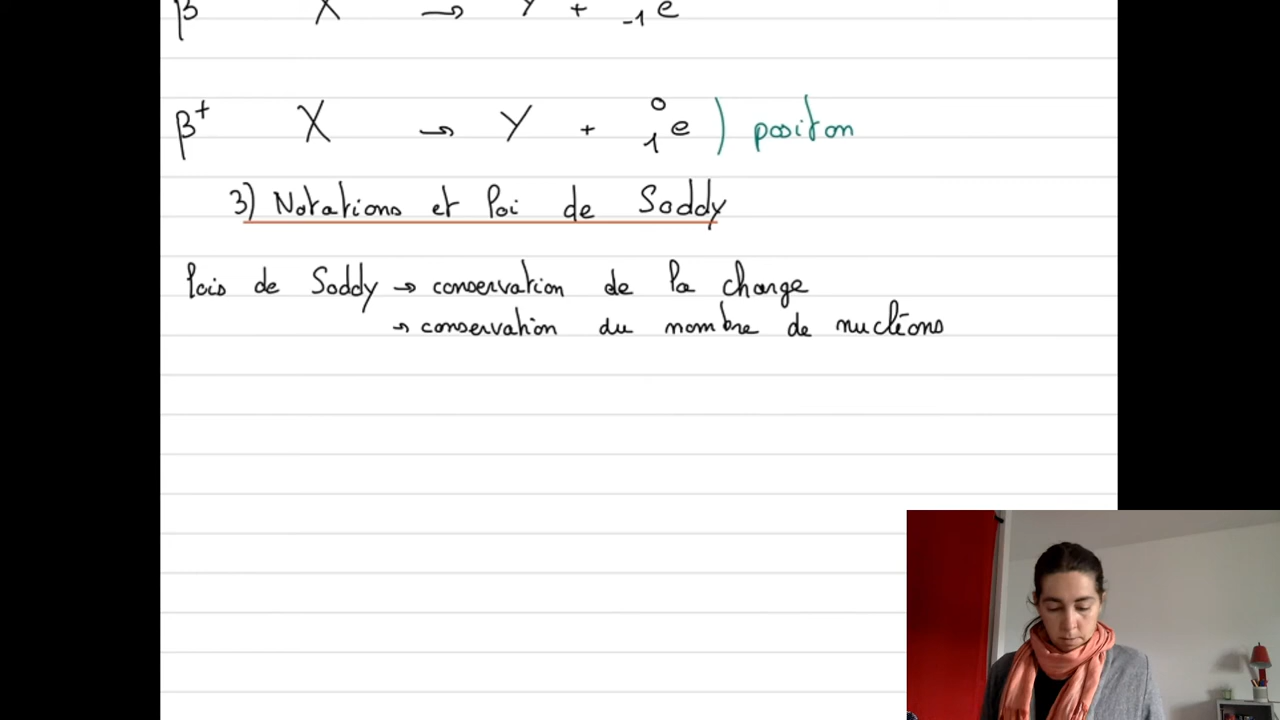 β X → Y + ₋₁e
β⁺ X → Y + ⁰₁e ) positon
3) Notations et loi de Soddy
lois de Soddy → conservation de la charge
→ conservation du nombre de nucléons